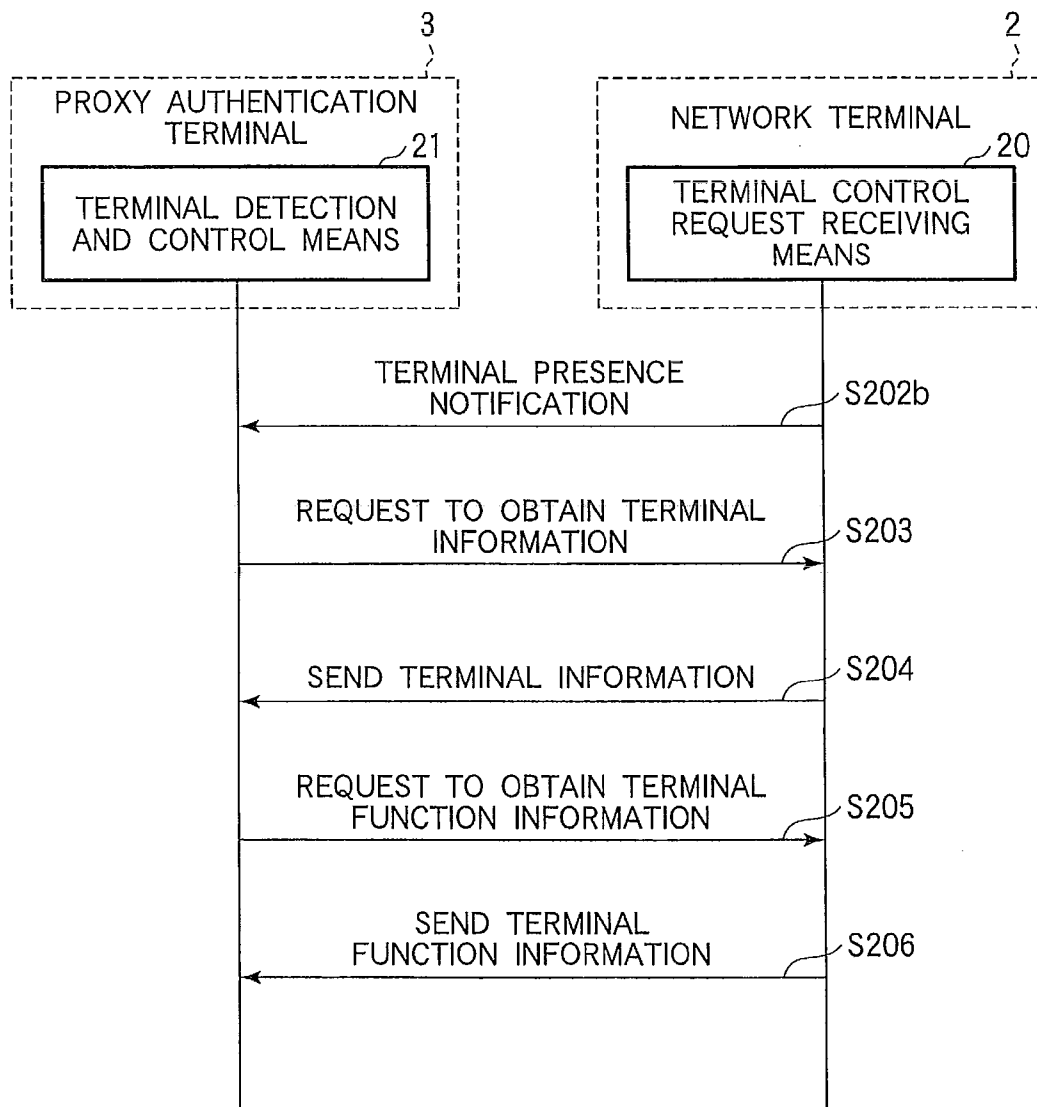 3
2
PROXY AUTHENTICATION
TERMINAL
NETWORK TERMINAL
21
20
TERMINAL DETECTION
AND CONTROL MEANS
TERMINAL CONTROL
REQUEST RECEIVING
MEANS
TERMINAL PRESENCE
NOTIFICATION
S202b
REQUEST TO OBTAIN TERMINAL
INFORMATION
S203
SEND TERMINAL INFORMATION
S204
REQUEST TO OBTAIN TERMINAL
FUNCTION INFORMATION
S205
SEND TERMINAL
FUNCTION INFORMATION
S206